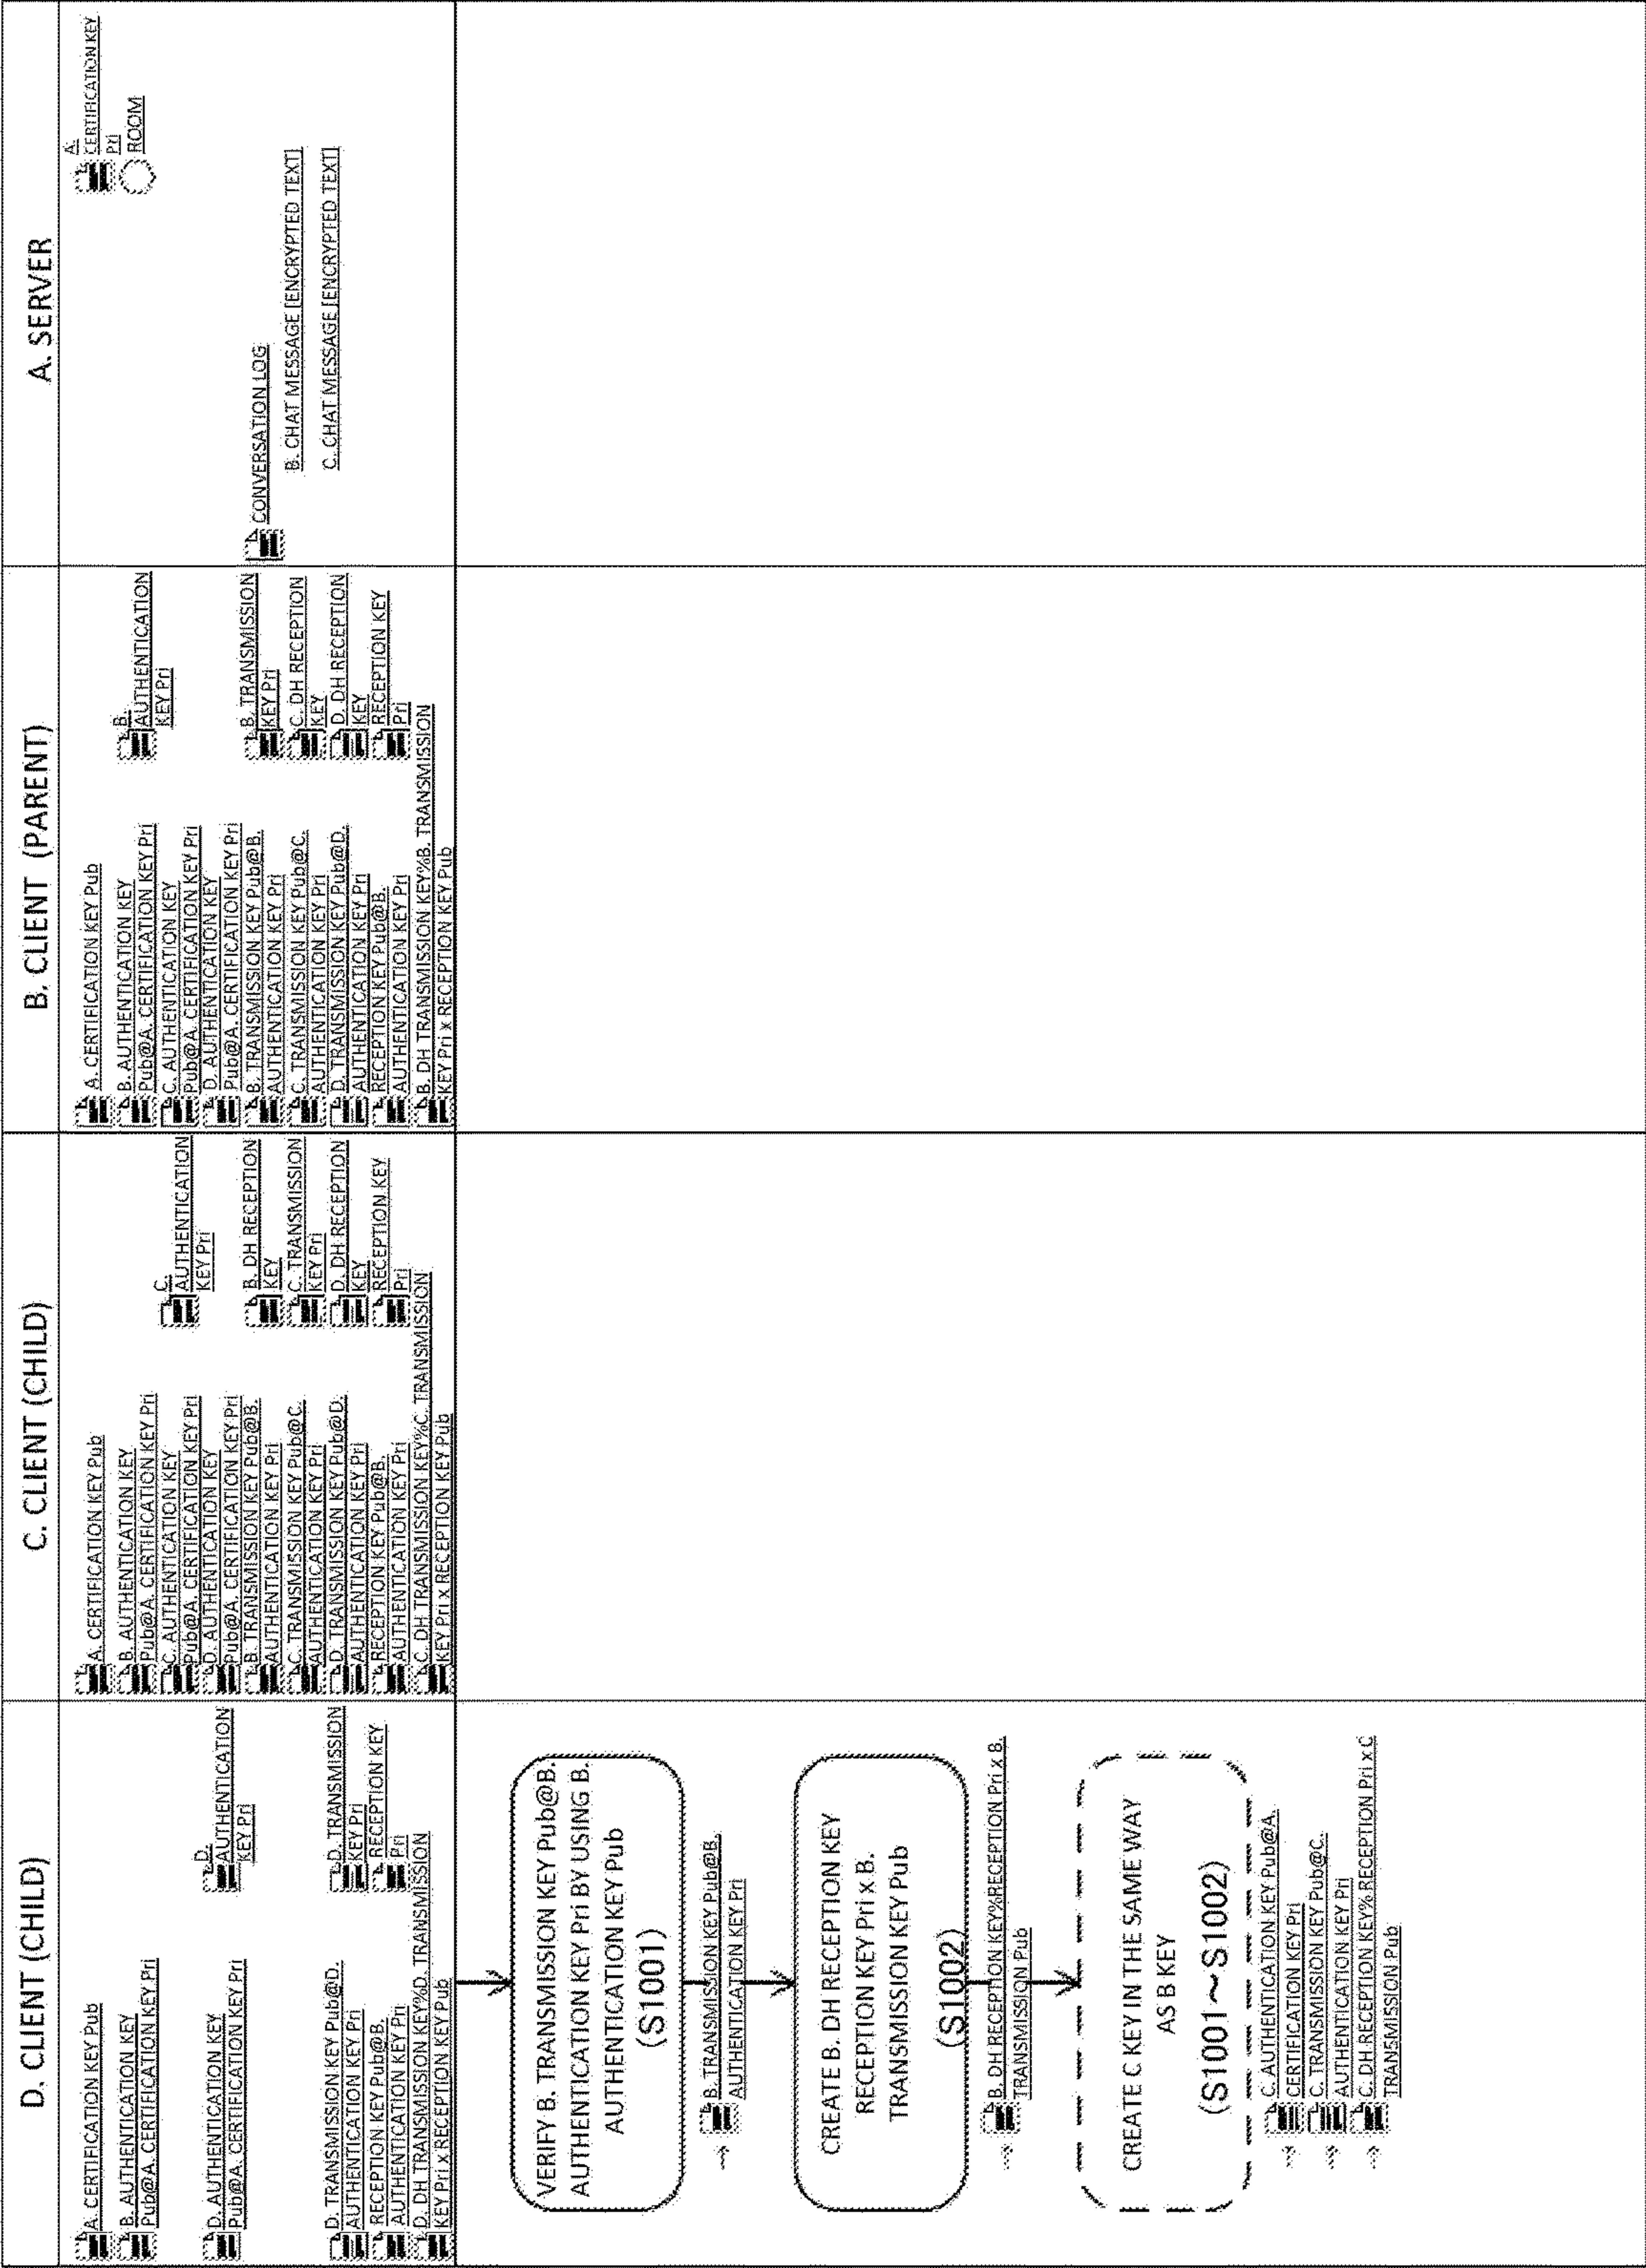 D. CLIENT (CHILD)
A. CERTIFICATION KEY Pub
B. AUTHENTICATION KEY
Pub@A. CERTIFICATION KEY Pri
D. AUTHENTICATION KEY
Pub@A. CERTIFICATION KEY Pri
D. TRANSMISSION KEY Pub@D.
AUTHENTICATION KEY Pri
RECEPTION KEY Pub@B.
AUTHENTICATION KEY Pri
D. DH TRANSMISSION KEY%D. TRANSMISSION
KEY Pri x RECEPTION KEY Pub
D.
AUTHENTICATION
KEY Pri
D. TRANSMISSION
KEY Pri
RECEPTION KEY
Pri
VERIFY B. TRANSMISSION KEY Pub@B.
AUTHENTICATION KEY Pri BY USING B.
AUTHENTICATION KEY Pub
(S1001)
B. TRANSMISSION KEY Pub@B.
AUTHENTICATION KEY Pri
CREATE B. DH RECEPTION KEY
RECEPTION KEY Pri x B.
TRANSMISSION KEY Pub
(S1002)
B. DH RECEPTION KEY%RECEPTION Pri x B.
TRANSMISSION Pub
CREATE C KEY IN THE SAME WAY
AS B KEY
(S1001~S1002)
C. AUTHENTICATION KEY Pub@A.
CERTIFICATION KEY Pri
C. TRANSMISSION KEY Pub@C.
AUTHENTICATION KEY Pri
C. DH RECEPTION KEY% RECEPTION Pri x C
TRANSMISSION Pub
C. CLIENT (CHILD)
A. CERTIFICATION KEY Pub
B. AUTHENTICATION KEY
Pub@A. CERTIFICATION KEY Pri
C. AUTHENTICATION KEY
Pub@A. CERTIFICATION KEY Pri
D. AUTHENTICATION KEY
Pub@A. CERTIFICATION KEY Pri
B. TRANSMISSION KEY Pub@B.
AUTHENTICATION KEY Pri
C. TRANSMISSION KEY Pub@C.
AUTHENTICATION KEY Pri
D. TRANSMISSION KEY Pub@D.
AUTHENTICATION KEY Pri
RECEPTION KEY Pub@B.
AUTHENTICATION KEY Pri
C. DH TRANSMISSION KEY%C. TRANSMISSION
KEY Pri x RECEPTION KEY Pub
C.
AUTHENTICATION
KEY Pri
B. DH RECEPTION
KEY
C. TRANSMISSION
KEY Pri
D. DH RECEPTION
KEY
RECEPTION KEY
Pri
B. CLIENT (PARENT)
A. CERTIFICATION KEY Pub
B. AUTHENTICATION KEY
Pub@A. CERTIFICATION KEY Pri
C. AUTHENTICATION KEY
Pub@A. CERTIFICATION KEY Pri
D. AUTHENTICATION KEY
Pub@A. CERTIFICATION KEY Pri
B. TRANSMISSION KEY Pub@B.
AUTHENTICATION KEY Pri
C. TRANSMISSION KEY Pub@C.
AUTHENTICATION KEY Pri
D. TRANSMISSION KEY Pub@D.
AUTHENTICATION KEY Pri
RECEPTION KEY Pub@B.
AUTHENTICATION KEY Pri
B. DH TRANSMISSION KEY%B. TRANSMISSION
KEY Pri x RECEPTION KEY Pub
B.
AUTHENTICATION
KEY Pri
B. TRANSMISSION
KEY Pri
C. DH RECEPTION
KEY
D. DH RECEPTION
KEY
RECEPTION KEY
Pri
A. SERVER
A.
CERTIFICATION KEY
Pri
ROOM
CONVERSATION LOG
B. CHAT MESSAGE [ENCRYPTED TEXT]
C. CHAT MESSAGE [ENCRYPTED TEXT]